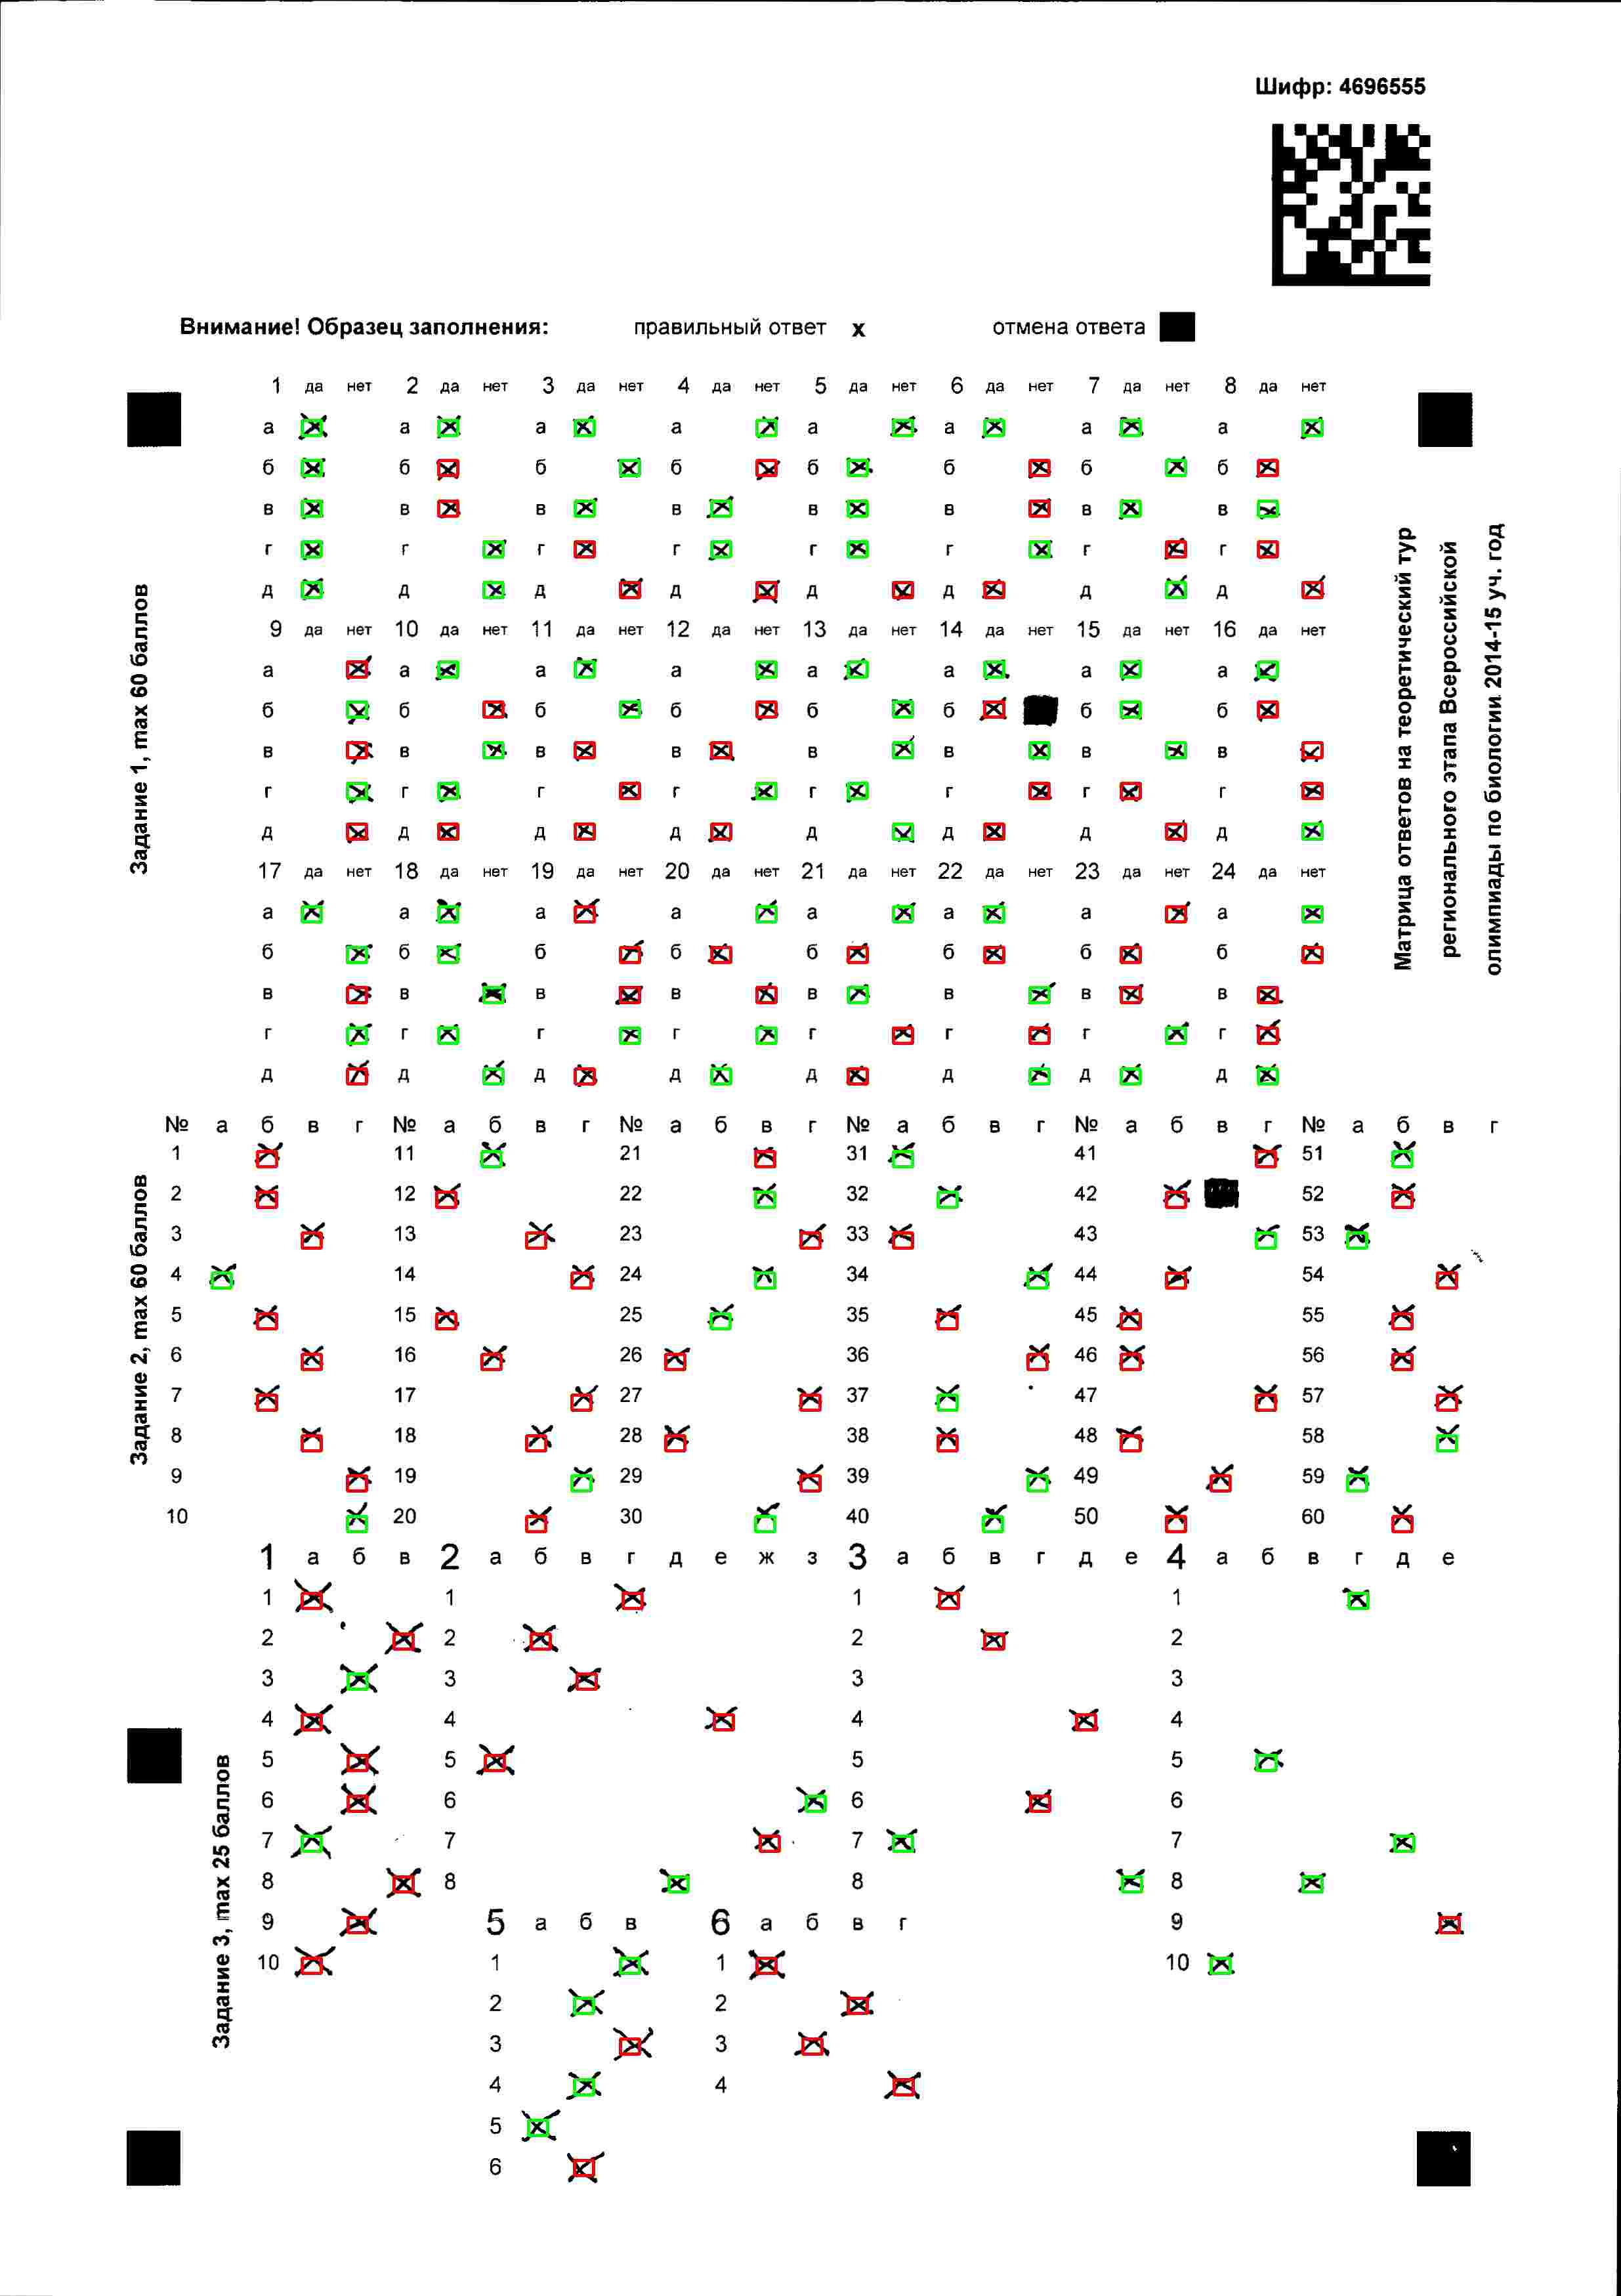 Шифр: 4696555
Внимание! Образец заполнения: правильный ответ x отмена ответа
1 да нет 2 да нет 3 да нет 4 да нет 5 да нет 6 да нет 7 да нет 8 да нет
а а а а а а а а
б б б б б б б б
в в в в в в в в
г г г г г г г г
д д д д д д д д
9 да нет 10 да нет 11 да нет 12 да нет 13 да нет 14 да нет 15 да нет 16 да нет
а а а а а а а а
б б б б б б б б
в в в в в в в в
г г г г г г г г
д д д д д д д д
17 да нет 18 да нет 19 да нет 20 да нет 21 да нет 22 да нет 23 да нет 24 да нет
а а а а а а а а
б б б б б б б б
в в в в в в в в
г г г г г г г г
д д д д д д д д
Задание 1, max 60 баллов
Матрица ответов на теоретический тур
регионального этапа Всероссийской
олимпиады по биологии 2014-15 уч. год
№ а б в г № а б в г № а б в г № а б в г № а б в г № а б в г
1 11 21 31 41 51
2 12 22 32 42 52
3 13 23 33 43 53
4 14 24 34 44 54
5 15 25 35 45 55
6 16 26 36 46 56
7 17 27 37 47 57
8 18 28 38 48 58
9 19 29 39 49 59
10 20 30 40 50 60
Задание 2, max 60 баллов
1 а б в 2 а б в г д е ж з 3 а б в г д е 4 а б в г д е
1 1 1 1
2 2 2 2
3 3 3 3
4 4 4 4
5 5 5 5
6 6 6 6
7 7 7 7
8 8 8 8
9 5 а б в 6 а б в г 9
10 1 1 10
2 2
3 3
4 4
5
6
Задание 3, max 25 баллов